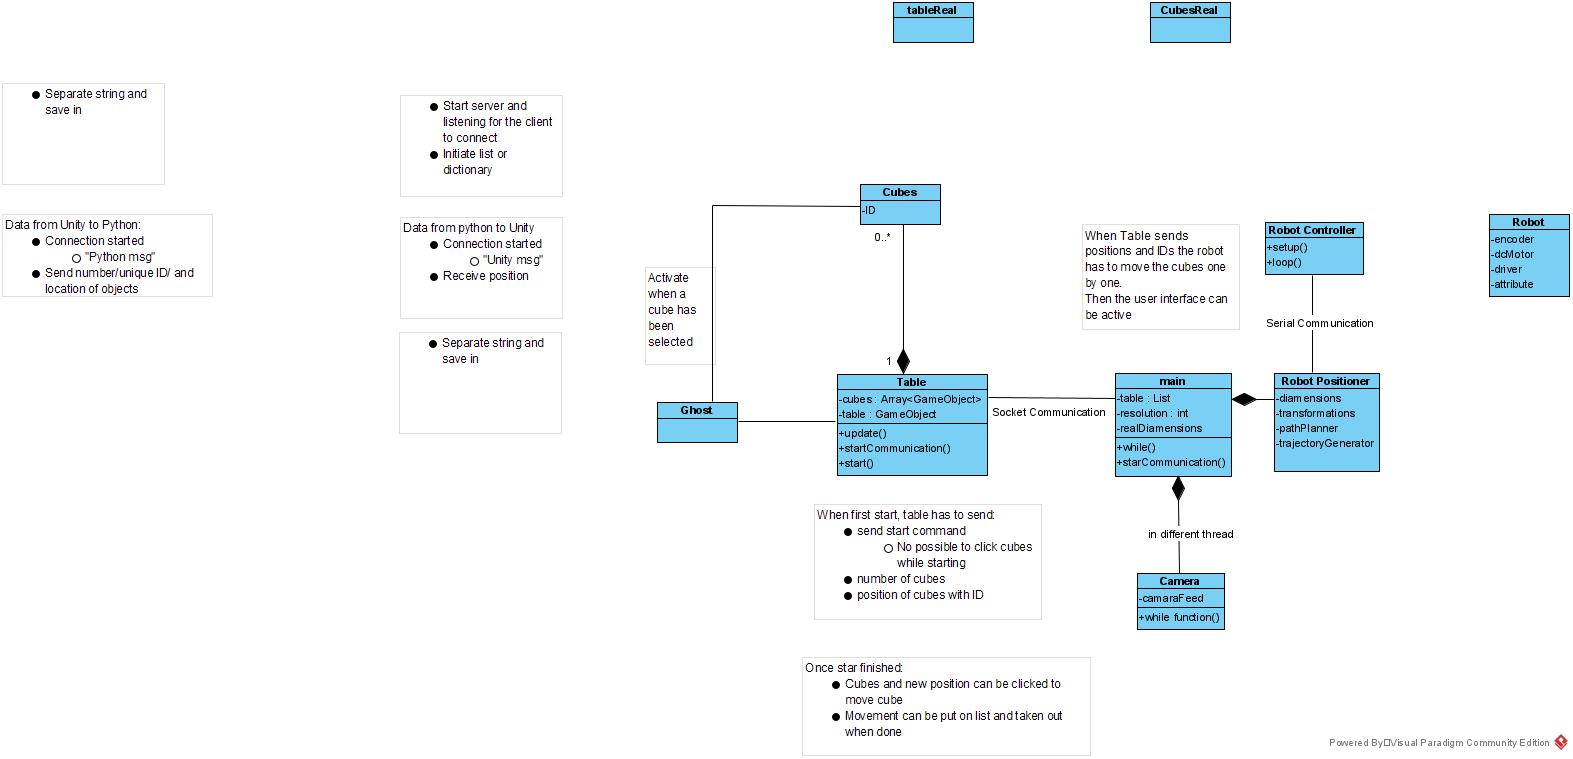 tableReal
CubesReal
● Separate string and
save in
● Start server and
listening for the client
to connect
● Initiate list or
dictionary
Data from Unity to Python:
● Connection started
○ "Python msg"
● Send number/unique ID/ and
location of objects
Data from python to Unity
● Connection started
○ "Unity msg"
● Receive position
● Separate string and
save in
Activate
when a
cube has
been
selected
Cubes
-ID
0..*
1
Ghost
Table
-cubes : Array<GameObject>
-table : GameObject
+update()
+startCommunication()
+start()
Socket Communication
When Table sends
positions and IDs the robot
has to move the cubes one
by one.
Then the user interface can
be active
main
-table : List
-resolution : int
-realDiamensions
+while()
+starCommunication()
Robot Controller
+setup()
+loop()
Serial Communication
Robot Positioner
-diamensions
-transformations
-pathPlanner
-trajectoryGenerator
Robot
-encoder
-dcMotor
-driver
-attribute
in different thread
Camera
-camaraFeed
+while function()
When first start, table has to send:
● send start command
○ No possible to click cubes
while starting
● number of cubes
● position of cubes with ID
Once star finished:
● Cubes and new position can be clicked to
move cube
● Movement can be put on list and taken out
when done
Powered By□Visual Paradigm Community Edition